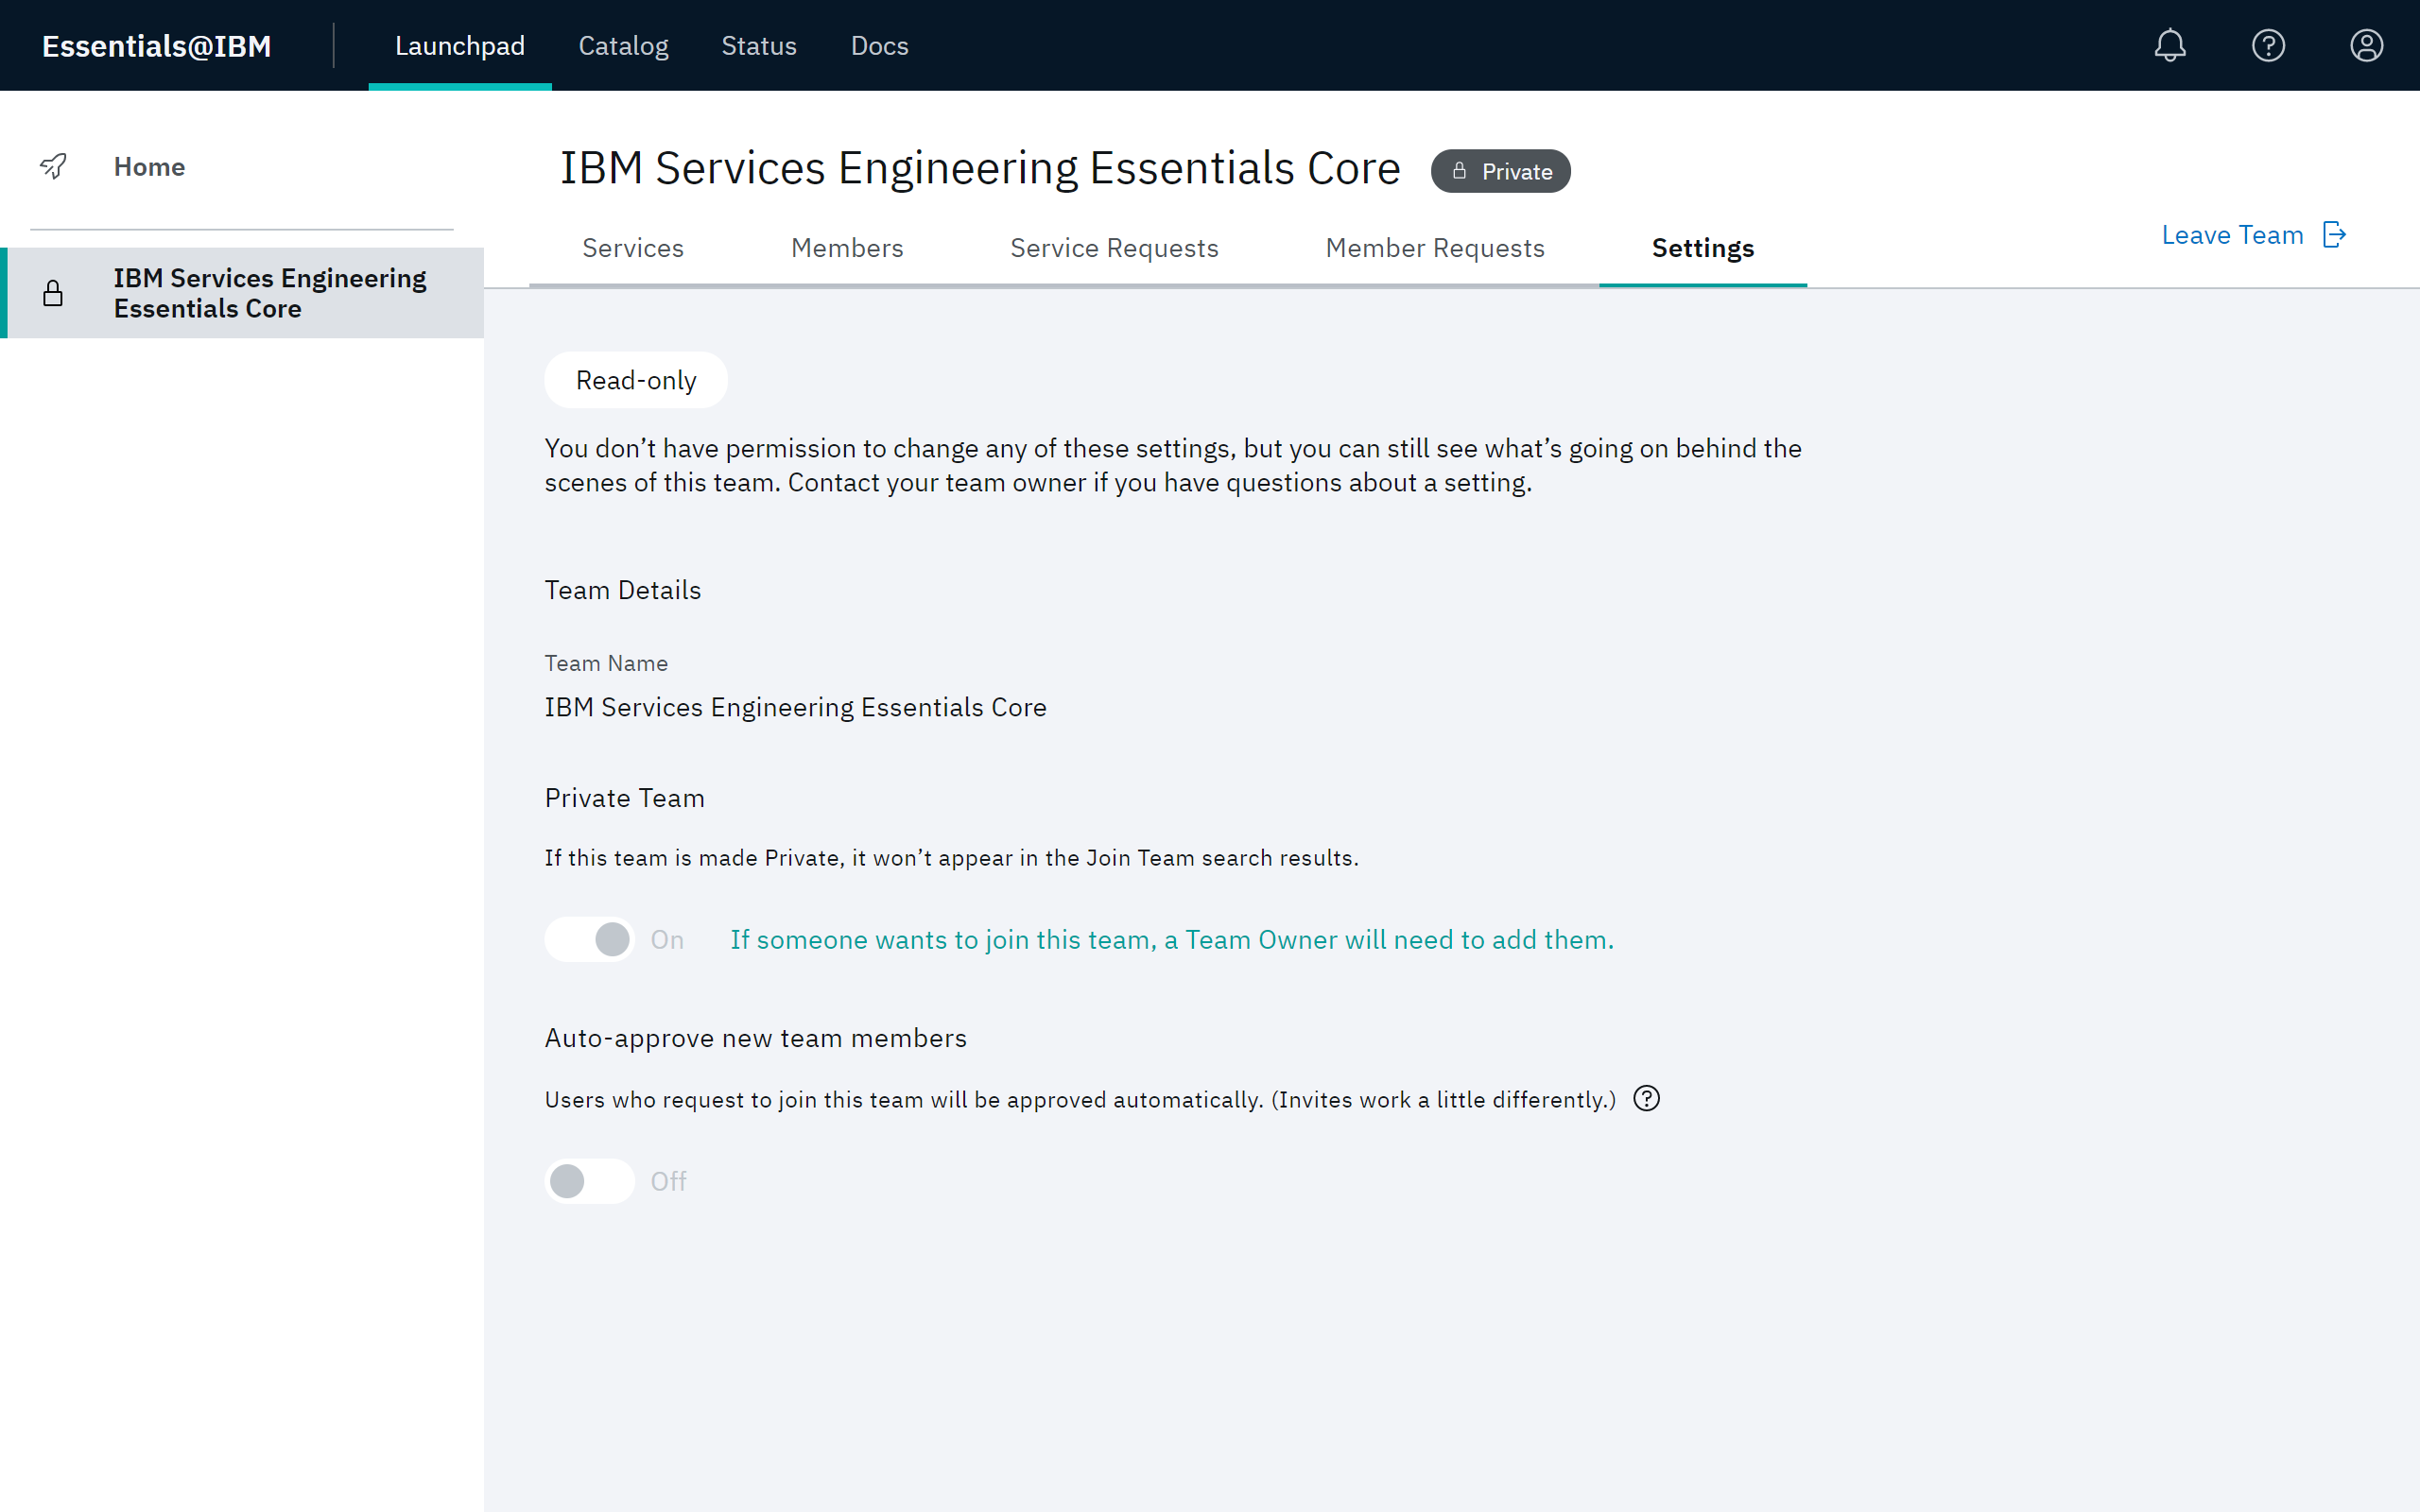 Essentials@IBM
Launchpad
Catalog
Status
Docs
Home
IBM Services Engineering
Essentials Core
IBM Services Engineering Essentials Core
Private
Services
Members
Service Requests
Member Requests
Settings
Leave Team
Read-only
You don’t have permission to change any of these settings, but you can still see what’s going on behind the
scenes of this team. Contact your team owner if you have questions about a setting.
Team Details
Team Name
IBM Services Engineering Essentials Core
Private Team
If this team is made Private, it won’t appear in the Join Team search results.
On
If someone wants to join this team, a Team Owner will need to add them.
Auto-approve new team members
Users who request to join this team will be approved automatically. (Invites work a little differently.)
Off